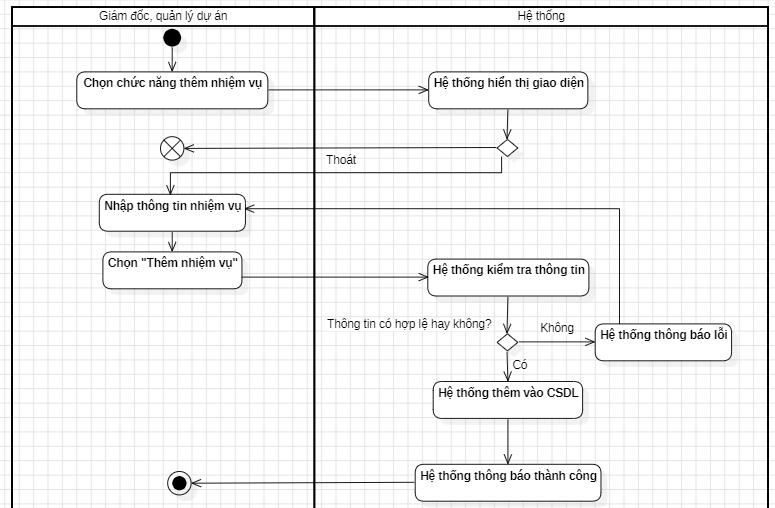 Giám đốc, quản lý dự án
Hệ thống
Chọn chức năng thêm nhiệm vụ
Hệ thống hiển thị giao diện
Thoát
Nhập thông tin nhiệm vụ
Chọn "Thêm nhiệm vụ"
Hệ thống kiểm tra thông tin
Thông tin có hợp lệ hay không?
Không
Hệ thống thông báo lỗi
Có
Hệ thống thêm vào CSDL
Hệ thống thông báo thành công